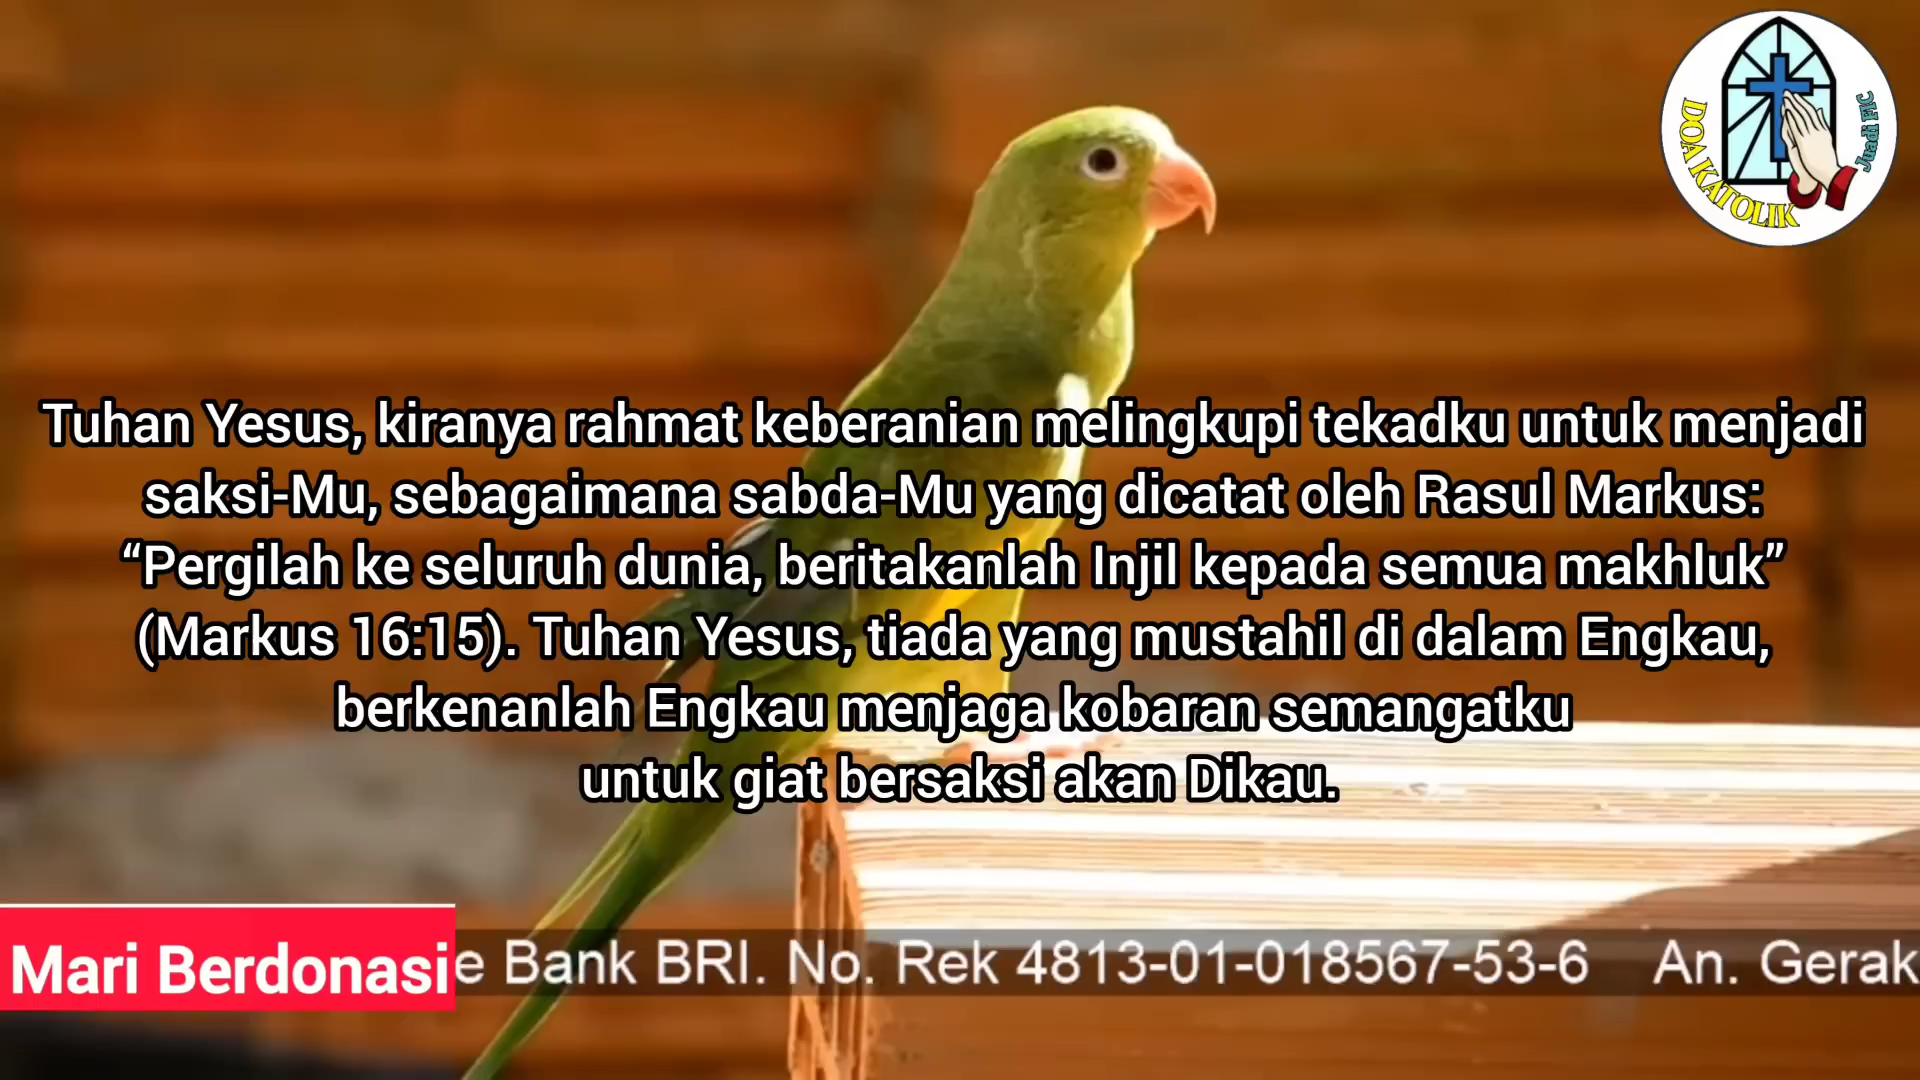 DOA KATOLIK
Juadi FIC
Tuhan Yesus, kiranya rahmat keberanian melingkupi tekadku untuk menjadi
saksi-Mu, sebagaimana sabda-Mu yang dicatat oleh Rasul Markus:
“Pergilah ke seluruh dunia, beritakanlah Injil kepada semua makhluk”
(Markus 16:15). Tuhan Yesus, tiada yang mustahil di dalam Engkau,
berkenanlah Engkau menjaga kobaran semangatku
untuk giat bersaksi akan Dikau.
Mari Berdonasi
e Bank BRI. No. Rek 4813-01-018567-53-6 An. Gerak